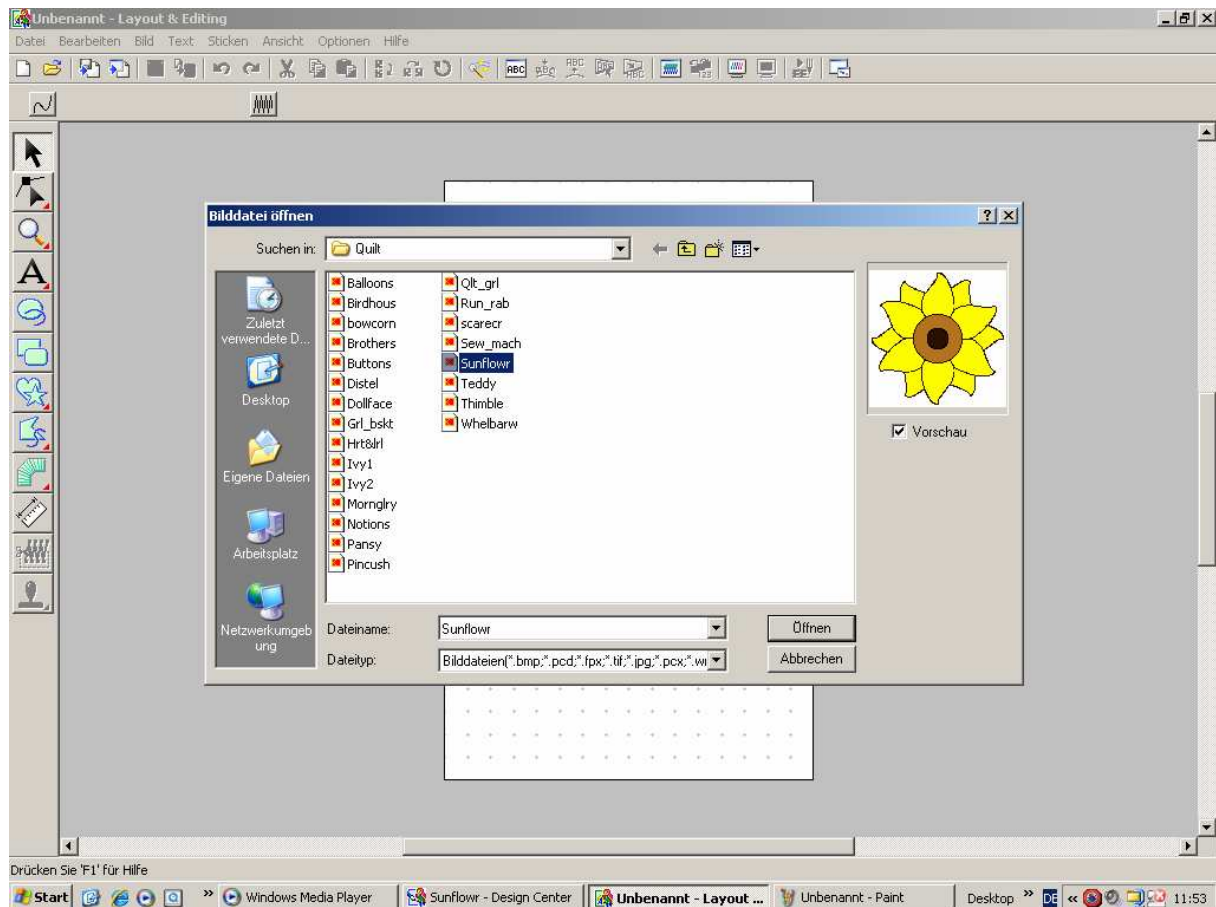 Unbenannt - Layout & Editing
Datei Bearbeiten Bild Text Sticken Ansicht Optionen Hilfe
Bilddatei öffnen
Suchen in: Quilt
Zuletzt
verwendete D...
Desktop
Eigene Dateien
Arbeitsplatz
Netzwerkumgeb
ung
Balloons
Birdhous
bowcorn
Brothers
Buttons
Distel
Dollface
Grl_bskt
Hrt&lrl
Ivy1
Ivy2
Mornglry
Notions
Pansy
Pincush
Qlt_grl
Run_rab
scarecr
Sew_mach
Sunflowr
Teddy
Thimble
Whelbarw
Vorschau
Dateiname: Sunflowr Öffnen
Dateityp: Bilddateien(*.bmp;*.pcd;*.fpx;*.tif;*.jpg;*.pcx;*.wi Abbrechen
Drücken Sie 'F1' für Hilfe
Start Windows Media Player Sunflowr - Design Center Unbenannt - Layout ... Unbenannt - Paint Desktop DE 11:53